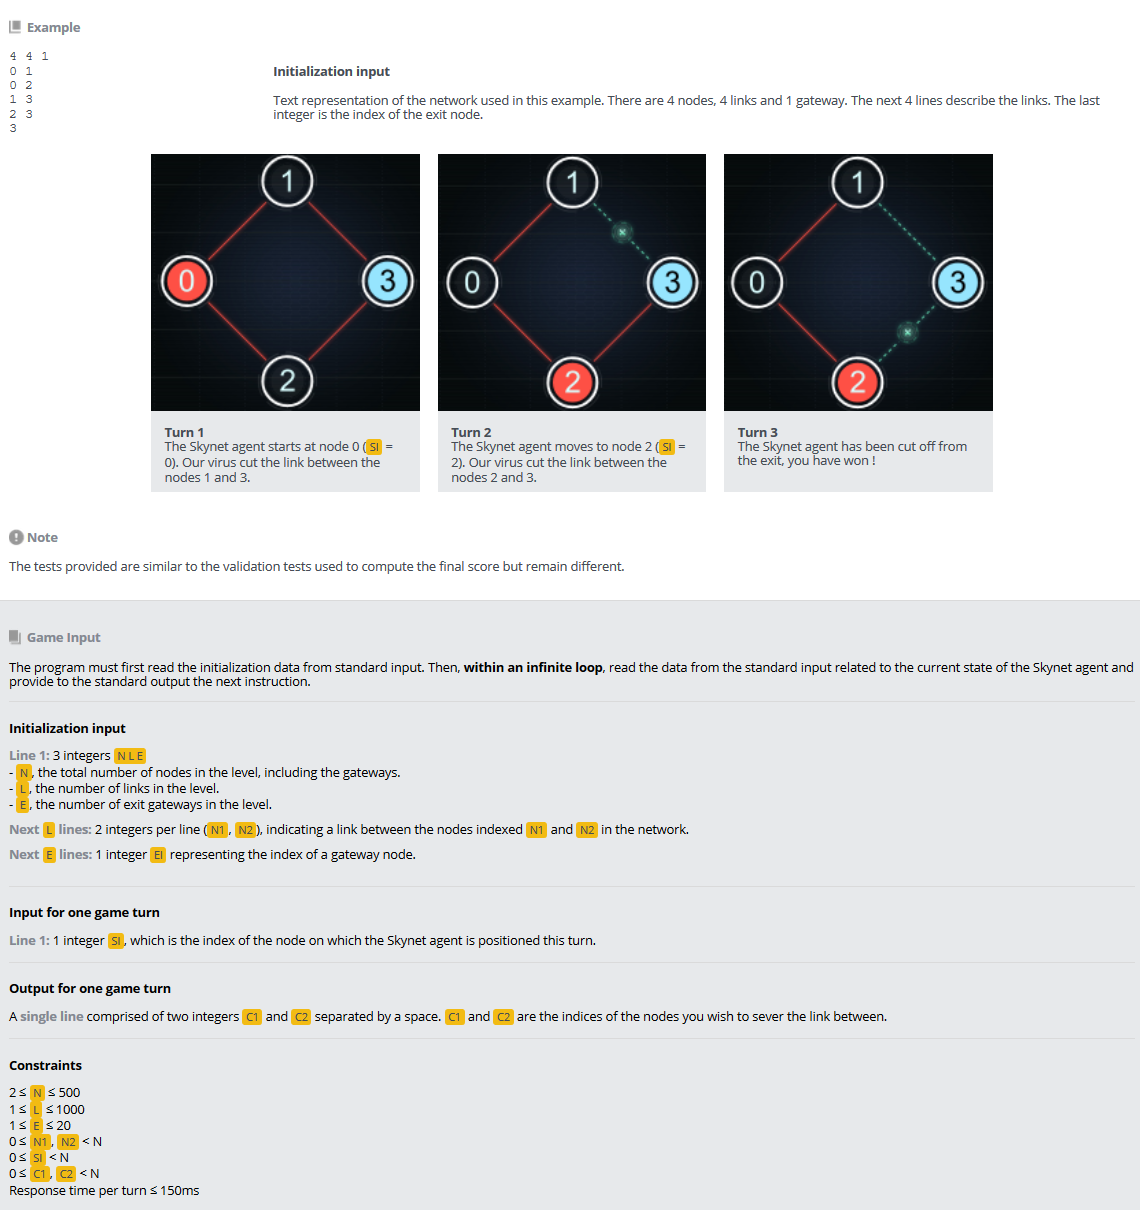 Example
4 4 1
0 1
0 2
1 3
2 3
3
Initialization input
Text representation of the network used in this example. There are 4 nodes, 4 links and 1 gateway. The next 4 lines describe the links. The last
integer is the index of the exit node.
1
0
3
2
1
0
3
2
1
0
3
2
Turn 1
The Skynet agent starts at node 0 ( SI =
0). Our virus cut the link between the
nodes 1 and 3.
Turn 2
The Skynet agent moves to node 2 ( SI =
2). Our virus cut the link between the
nodes 2 and 3.
Turn 3
The Skynet agent has been cut off from
the exit, you have won !
Note
The tests provided are similar to the validation tests used to compute the final score but remain different.
Game Input
The program must first read the initialization data from standard input. Then, within an infinite loop, read the data from the standard input related to the current state of the Skynet agent and
provide to the standard output the next instruction.
Initialization input
Line 1: 3 integers N L E
- N, the total number of nodes in the level, including the gateways.
- L, the number of links in the level.
- E, the number of exit gateways in the level.
Next L lines: 2 integers per line (N1, N2), indicating a link between the nodes indexed N1 and N2 in the network.
Next E lines: 1 integer EI representing the index of a gateway node.
Input for one game turn
Line 1: 1 integer SI, which is the index of the node on which the Skynet agent is positioned this turn.
Output for one game turn
A single line comprised of two integers C1 and C2 separated by a space. C1 and C2 are the indices of the nodes you wish to sever the link between.
Constraints
2 ≤ N ≤ 500
1 ≤ L ≤ 1000
1 ≤ E ≤ 20
0 ≤ N1, N2 < N
0 ≤ SI < N
0 ≤ C1, C2 < N
Response time per turn ≤ 150ms